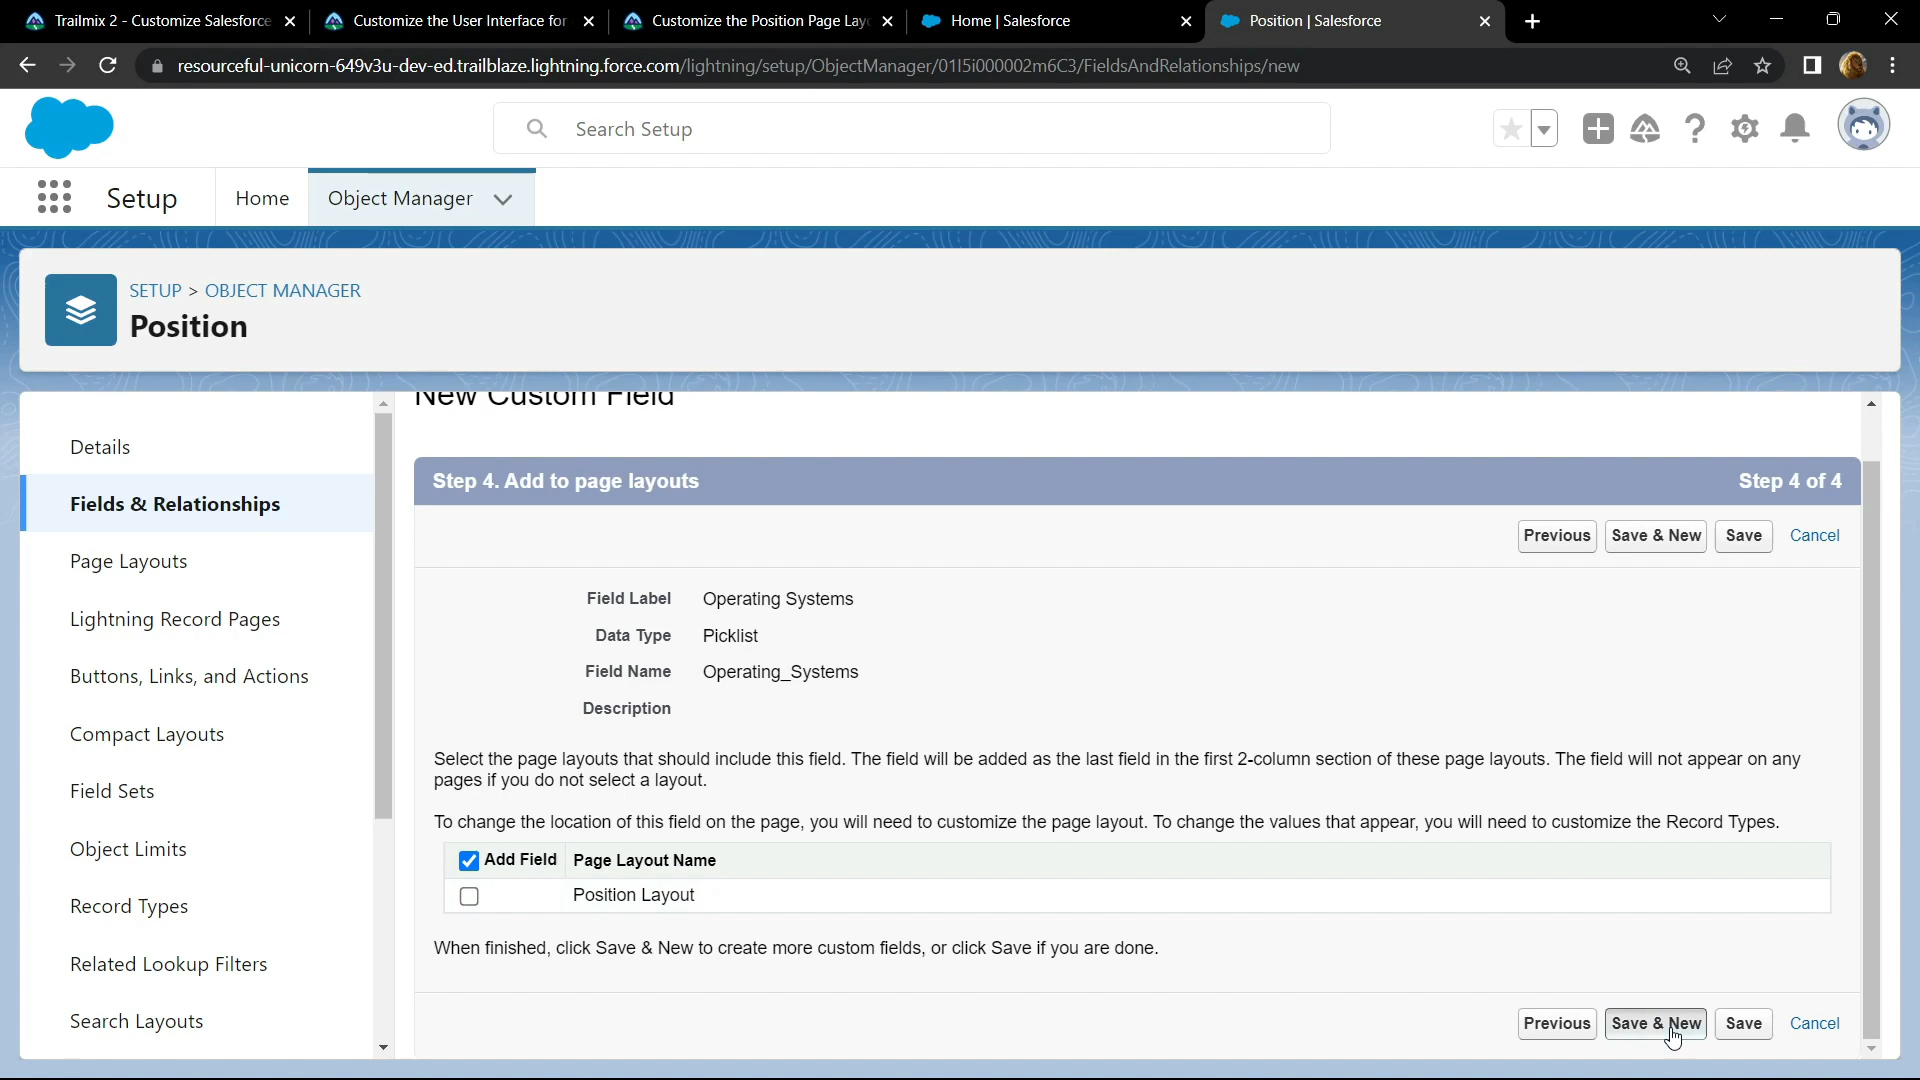 Trailmix 2 - Customize Salesforce
Customize the User Interface for
Customize the Position Page Lay
Home | Salesforce
Position | Salesforce
resourceful-unicorn-649v3u-dev-ed.trailblaze.lightning.force.com/lightning/setup/ObjectManager/01I5i000002m6C3/FieldsAndRelationships/new
Search Setup
Setup
Home
Object Manager
SETUP > OBJECT MANAGER
Position
Details
Fields & Relationships
Page Layouts
Lightning Record Pages
Buttons, Links, and Actions
Compact Layouts
Field Sets
Object Limits
Record Types
Related Lookup Filters
Search Layouts
New Custom Field
Step 4. Add to page layouts
Step 4 of 4
Previous
Save & New
Save
Cancel
Field Label Operating Systems
Data Type Picklist
Field Name Operating_Systems
Description
Select the page layouts that should include this field. The field will be added as the last field in the first 2-column section of these page layouts. The field will not appear on any
pages if you do not select a layout.
To change the location of this field on the page, you will need to customize the page layout. To change the values that appear, you will need to customize the Record Types.
Add Field Page Layout Name
Position Layout
When finished, click Save & New to create more custom fields, or click Save if you are done.
Previous
Save & New
Save
Cancel